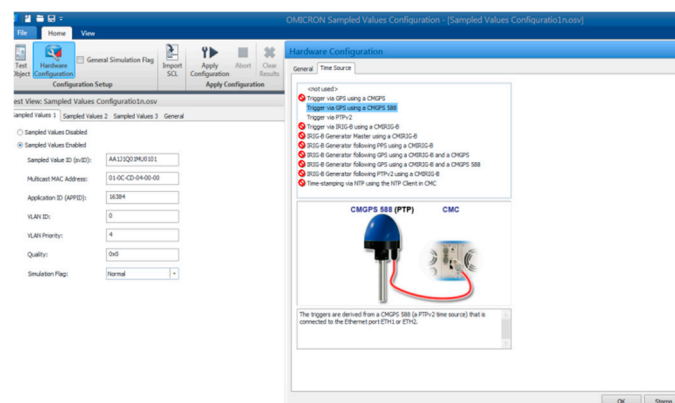 OMICRON Sampled Values Configuration - [Sampled Values Configuratio1n.osv]
File Home View
Test Object
Hardware Configuration
General Simulation Flag
Import SCL
Apply Configuration
Abort
Clear Results
Configuration Setup
Apply Configuration
est View: Sampled Values Configuratio1n.osv
Sampled Values 1 Sampled Values 2 Sampled Values 3 General
Sampled Values Disabled
Sampled Values Enabled
Sampled Value ID (svID): AA1J1Q01MU0101
Multicast MAC Address: 01-0C-CD-04-00-00
Application ID (APPID): 16384
VLAN ID: 0
VLAN Priority: 4
Quality: 0x0
Simulation Flag: Normal
Hardware Configuration
General Time Source
<not used>
Trigger via GPS using a CMGPS
Trigger via GPS using a CMGPS 588
Trigger via PTPv2
Trigger via IRIG-B using a CMIRIG-B
IRIG-B Generator Master using a CMIRIG-B
IRIG-B Generator following PPS using a CMIRIG-B
IRIG-B Generator following GPS using a CMIRIG-B and a CMGPS
IRIG-B Generator following GPS using a CMIRIG-B and a CMGPS 588
IRIG-B Generator following PTPv2 using a CMIRIG-B
Time-stamping via NTP using the NTP Client in CMC
CMGPS 588 (PTP) CMC
The triggers are derived from a CMGPS 588 (a PTPv2 time source) that is
connected to the Ethernet port ETH1 or ETH2.
OK